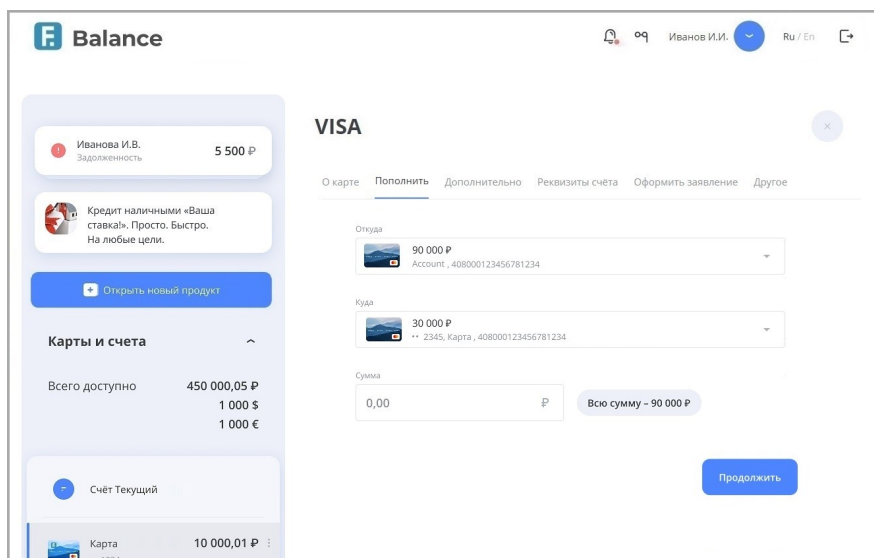 F. Balance
Иванов И.И.
Ru / En
Иванова И.В.
Задолженность
5 500 ₽
Кредит наличными «Ваша
ставка!». Просто. Быстро.
На любые цели.
Открыть новый продукт
Карты и счета
Всего доступно 450 000,05 ₽
1 000 $
1 000 €
Счёт Текущий
Карта 10 000,01 ₽
VISA
О карте Пополнить Дополнительно Реквизиты счёта Оформить заявление Другое
Откуда
90 000 ₽
Account , 408000123456781234
Куда
30 000 ₽
•• 2345, Карта , 408000123456781234
Сумма
0,00 ₽
Всю сумму – 90 000 ₽
Продолжить